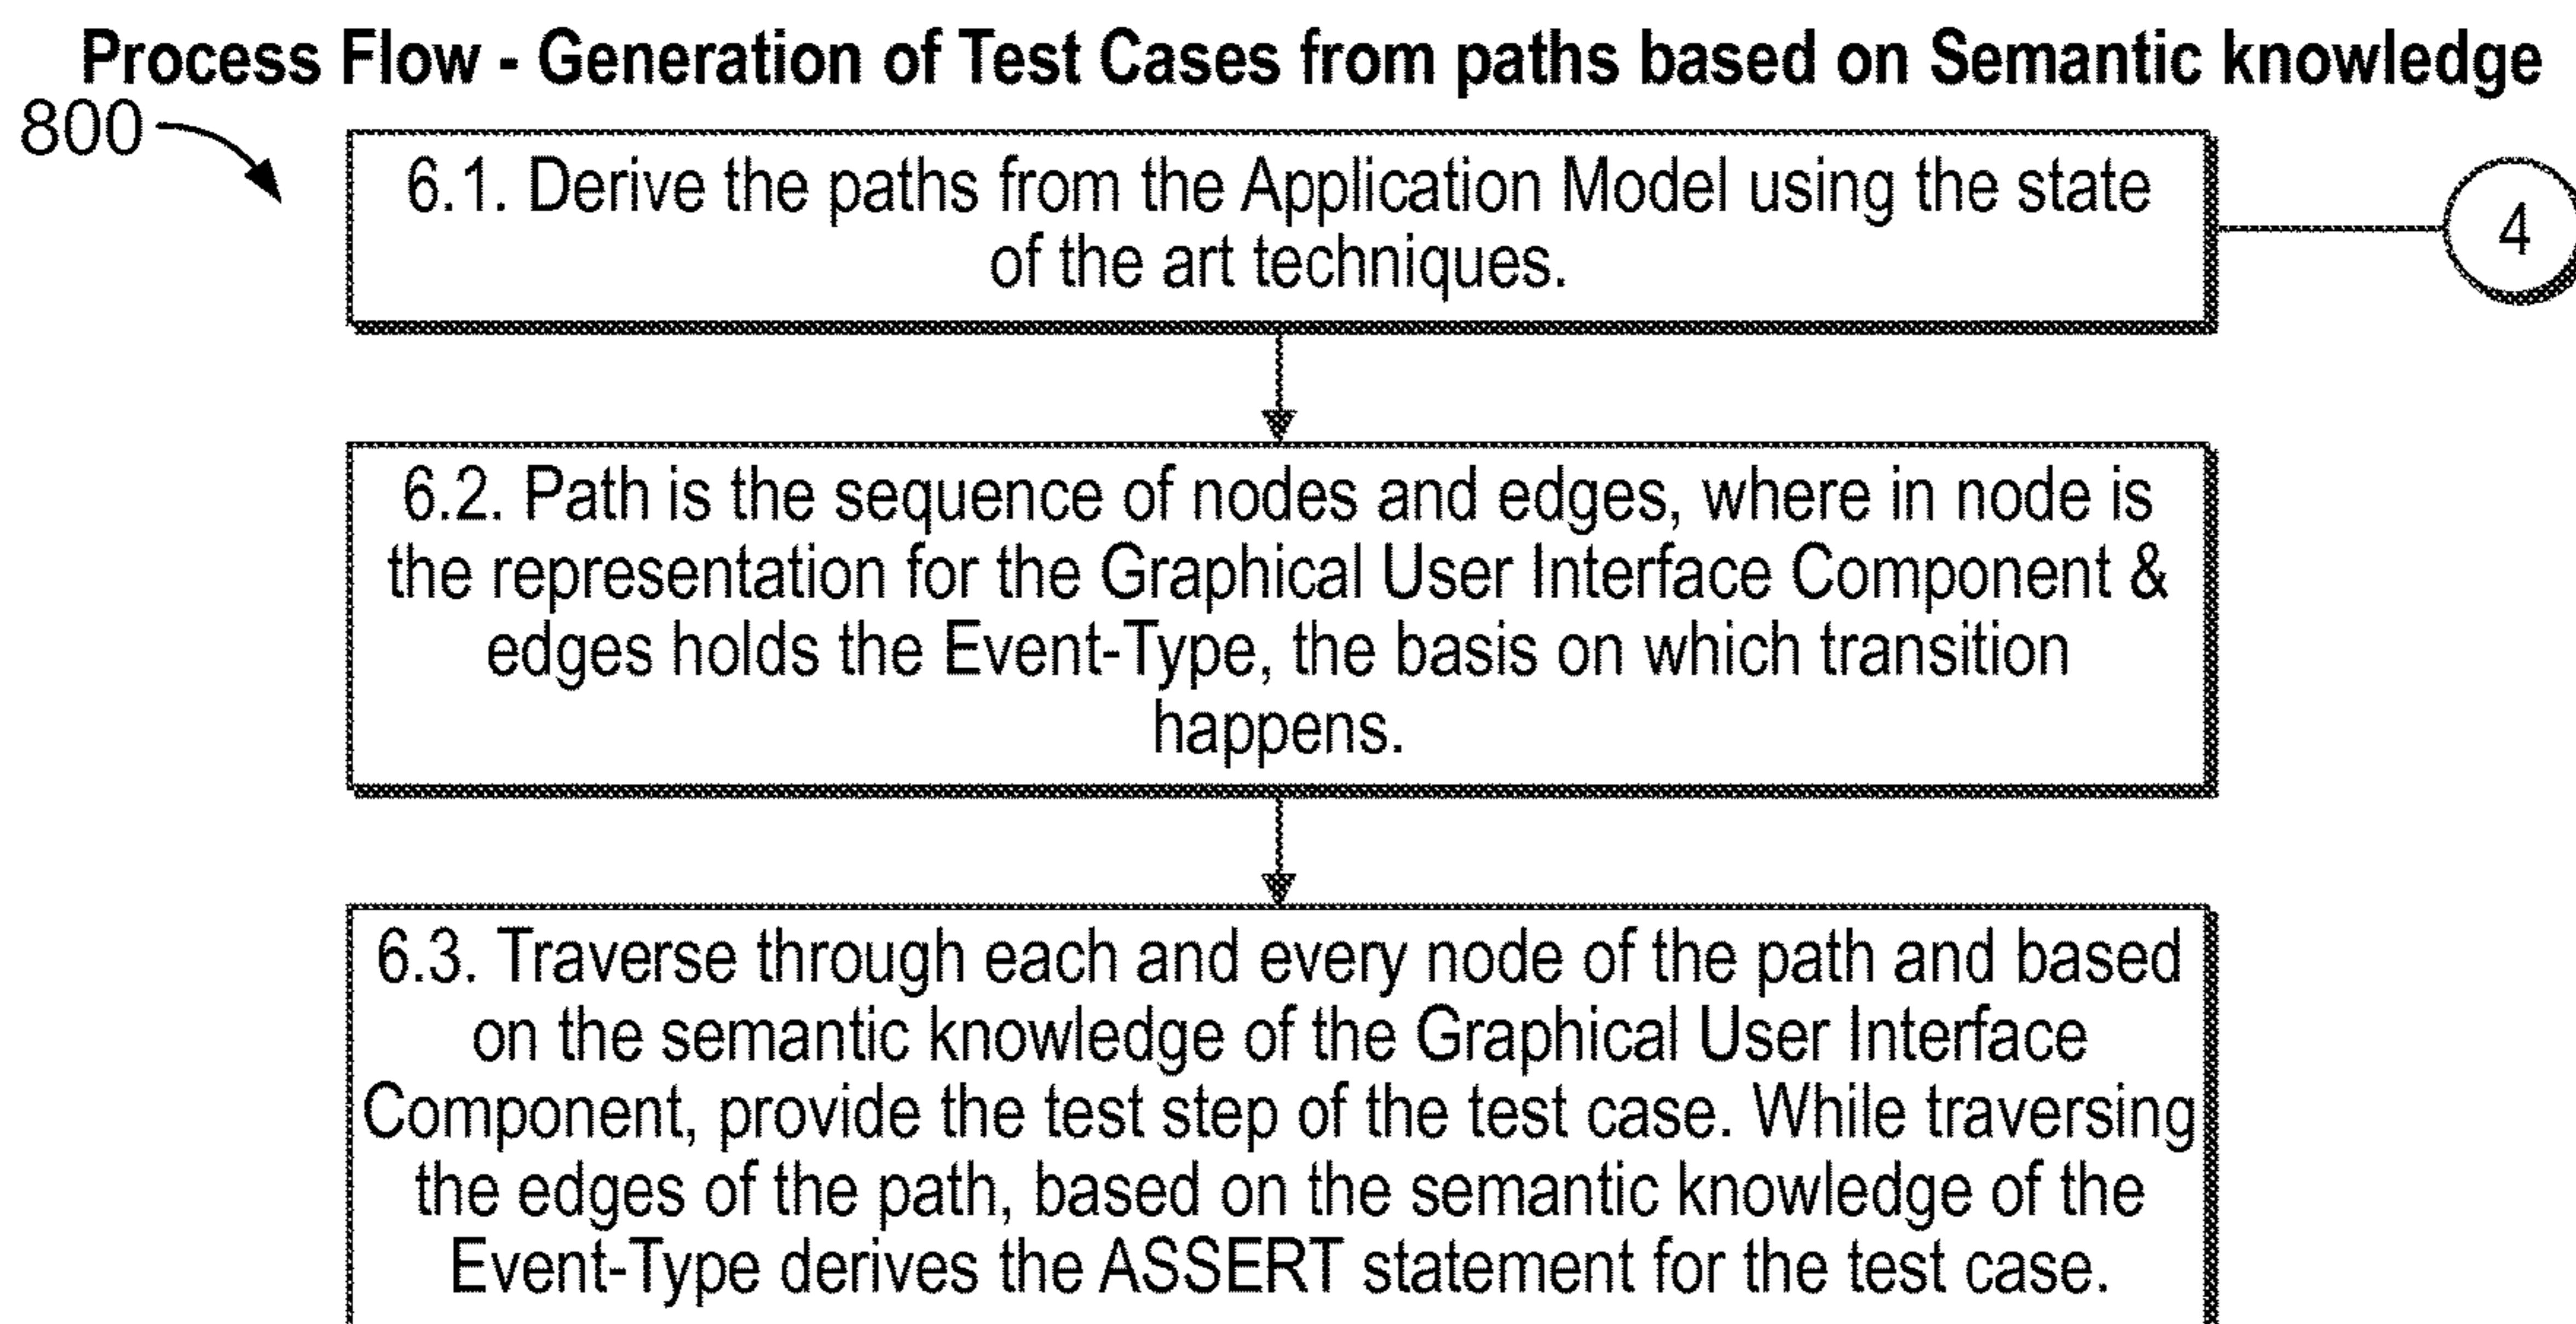 Process Flow - Generation of Test Cases from paths based on Semantic knowledge
800
6.1. Derive the paths from the Application Model using the state
of the art techniques.
4
6.2. Path is the sequence of nodes and edges, where in node is
the representation for the Graphical User Interface Component &
edges holds the Event-Type, the basis on which transition
happens.
6.3. Traverse through each and every node of the path and based
on the semantic knowledge of the Graphical User Interface
Component, provide the test step of the test case. While traversing
the edges of the path, based on the semantic knowledge of the
Event-Type derives the ASSERT statement for the test case.